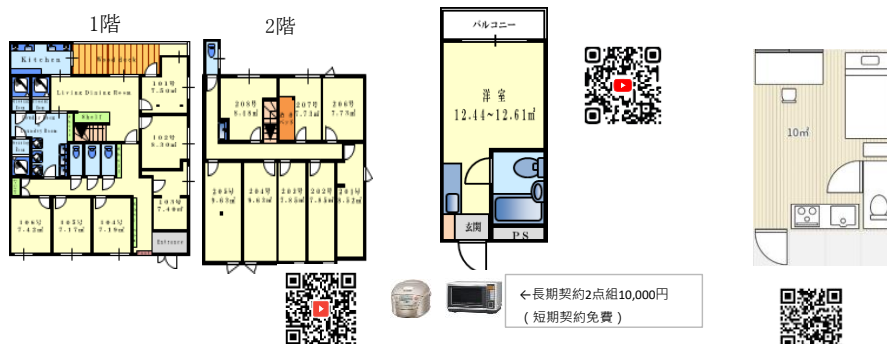 1階
2階
Kitchen
Wood deck
Living Dining Room
101号
7.50㎡
Shelf
102号
9.30㎡
103号
7.40㎡
106号
7.42㎡
105号
7.17㎡
104号
7.19㎡
Entrance
208号
9.18㎡
207号
7.71㎡
206号
7.73㎡
205号
9.63㎡
204号
9.63㎡
203号
7.85㎡
202号
7.85㎡
201号
8.52㎡
バルコニー
洋室
12.44~12.61㎡
玄関
PS
10㎡
←長期契約2点組10,000円
（短期契約免費）